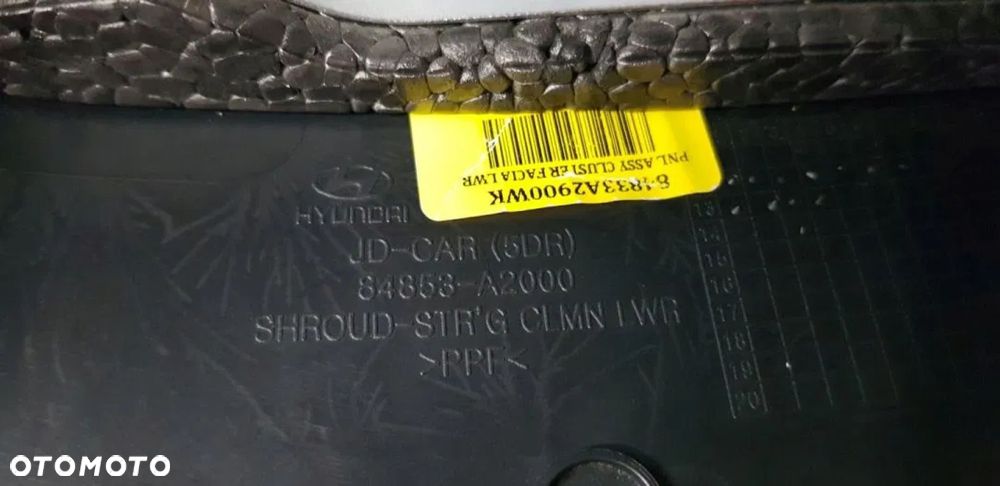 84833A2900WK
PNL ASSY CLUSTER FACIA LWR
HYUNDAI
JD-CAR (5DR)
84853-A2000
SHROUD-STR'G CLMN LWR
>PPF<
13
14
15
16
17
18
19
20
OTOMOTO